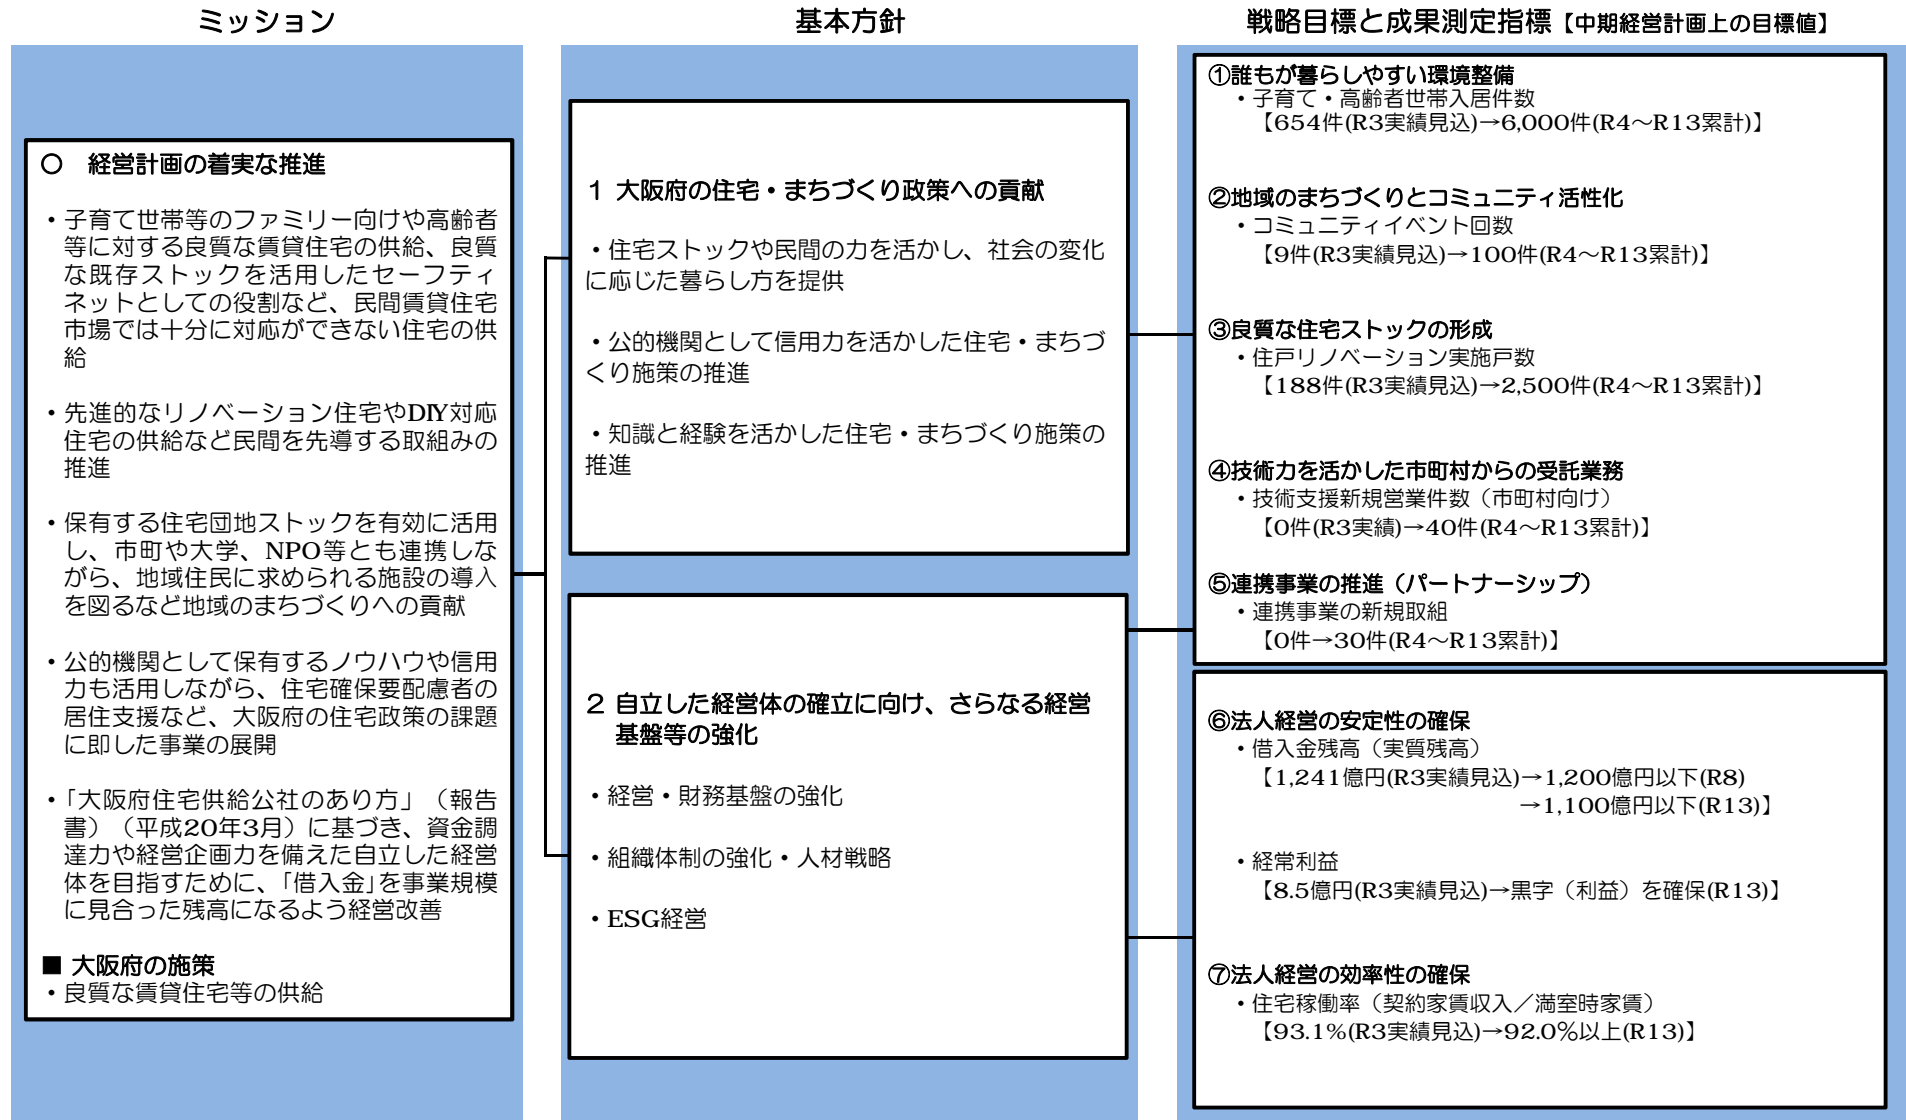 ミッション
○　経営計画の着実な推進
・子育て世帯等のファミリー向けや高齢者
等に対する良質な賃貸住宅の供給、良質
な既存ストックを活用したセーフティ
ネットとしての役割など、民間賃貸住宅
市場では十分に対応ができない住宅の供
給
・先進的なリノベーション住宅やDIY対応
住宅の供給など民間を先導する取組みの
推進
・保有する住宅団地ストックを有効に活用
し、市町や大学、NPO等とも連携しな
がら、地域住民に求められる施設の導入
を図るなど地域のまちづくりへの貢献
・公的機関として保有するノウハウや信用
力も活用しながら、住宅確保要配慮者の
居住支援など、大阪府の住宅政策の課題
に即した事業の展開
・「大阪府住宅供給公社のあり方」（報告
書）（平成20年3月）に基づき、資金調
達力や経営企画力を備えた自立した経営
体を目指すために、「借入金」を事業規模
に見合った残高になるよう経営改善
■ 大阪府の施策
・良質な賃貸住宅等の供給
基本方針
１ 大阪府の住宅・まちづくり政策への貢献
・住宅ストックや民間の力を活かし、社会の変化
に応じた暮らし方を提供
・公的機関として信用力を活かした住宅・まちづ
くり施策の推進
・知識と経験を活かした住宅・まちづくり施策の
推進
２ 自立した経営体の確立に向け、さらなる経営
基盤等の強化
・経営・財務基盤の強化
・組織体制の強化・人材戦略
・ESG経営
戦略目標と成果測定指標【中期経営計画上の目標値】
①誰もが暮らしやすい環境整備
・子育て・高齢者世帯入居件数
【654件(R3実績見込)→6,000件(R4～R13累計)】
②地域のまちづくりとコミュニティ活性化
・コミュニティイベント回数
【9件(R3実績見込)→100件(R4～R13累計)】
③良質な住宅ストックの形成
・住戸リノベーション実施戸数
【188件(R3実績見込)→2,500件(R4～R13累計)】
④技術力を活かした市町村からの受託業務
・技術支援新規営業件数（市町村向け）
【0件(R3実績)→40件(R4～R13累計)】
⑤連携事業の推進（パートナーシップ）
・連携事業の新規取組
【0件→30件(R4～R13累計)】
⑥法人経営の安定性の確保
・借入金残高（実質残高）
【1,241億円(R3実績見込)→1,200億円以下(R8)
→1,100億円以下(R13)】
・経常利益
【8.5億円(R3実績見込)→黒字（利益）を確保(R13)】
⑦法人経営の効率性の確保
・住宅稼働率（契約家賃収入／満室時家賃）
【93.1%(R3実績見込)→92.0％以上(R13)】